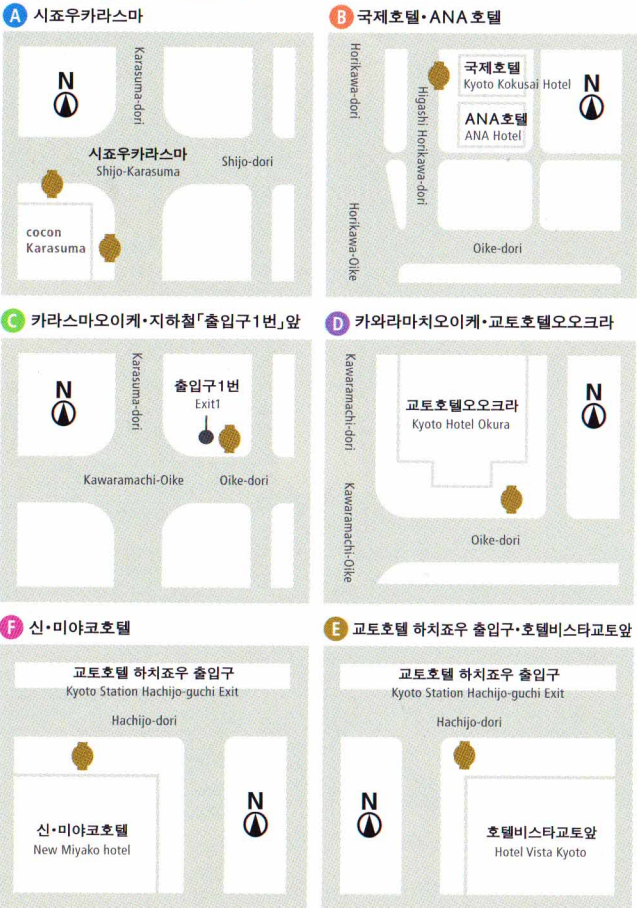 A 시죠우카라스마
N
Karasuma-dori
시죠우카라스마
Shijo-Karasuma
Shijo-dori
cocon
Karasuma
B 국제호텔·ANA호텔
Horikawa-dori
Higashi Horikawa-dori
국제호텔
Kyoto Kokusai Hotel
N
ANA호텔
ANA Hotel
Horikawa-Oike
Oike-dori
C 카라스마오이케·지하철「출입구1번」앞
N
Karasuma-dori
출입구1번
Exit1
Kawaramachi-Oike
Oike-dori
D 카와라마치오이케·교토호텔오오크라
Kawaramachi-dori
교토호텔오오크라
Kyoto Hotel Okura
N
Kawaramachi-Oike
Oike-dori
F 신·미야코호텔
교토호텔 하치죠우 출입구
Kyoto Station Hachijo-guchi Exit
Hachijo-dori
N
신·미야코호텔
New Miyako hotel
E 교토호텔 하치죠우 출입구·호텔비스타교토앞
교토호텔 하치죠우 출입구
Kyoto Station Hachijo-guchi Exit
Hachijo-dori
N
호텔비스타교토앞
Hotel Vista Kyoto